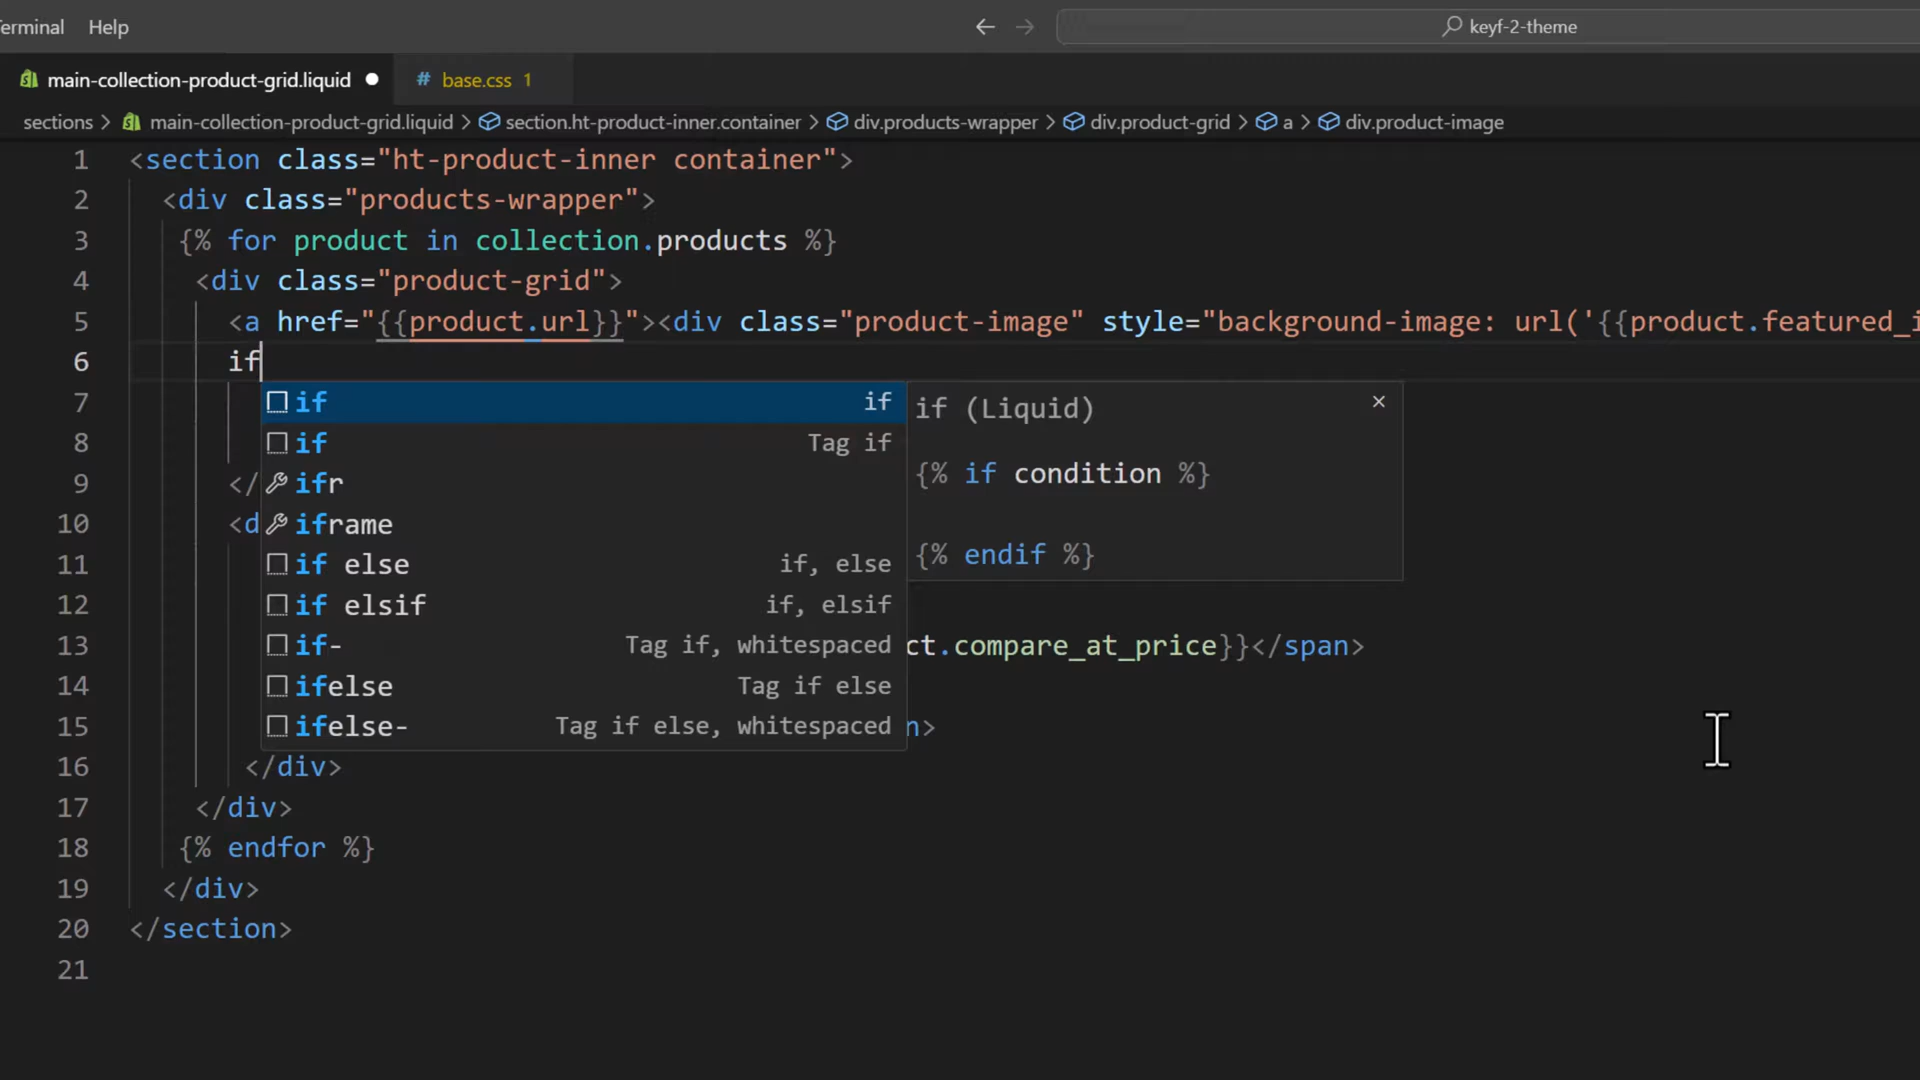 Terminal Help keyf-2-theme
main-collection-product-grid.liquid # base.css 1
sections > main-collection-product-grid.liquid > section.ht-product-inner.container > div.products-wrapper > div.product-grid > a > div.product-image
1 <section class="ht-product-inner container">
2 <div class="products-wrapper">
3 {% for product in collection.products %}
4 <div class="product-grid">
5 <a href="{{product.url}}"><div class="product-image" style="background-image: url('{{product.featured_i
6 if
7 if if
8 if Tag if
9 </ ifr
10 <d iframe
11 if else if, else
12 if elsif if, elsif
13 if- Tag if, whitespaced ct.compare_at_price}}</span>
14 ifelse Tag if else
15 ifelse- Tag if else, whitespaced n>
if (Liquid) ×
{% if condition %}
{% endif %}
16 </div>
17 </div>
18 {% endfor %}
19 </div>
20 </section>
21